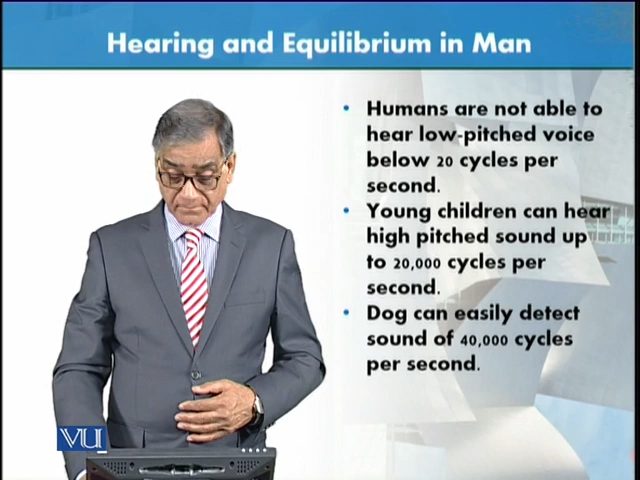 Hearing and Equilibrium in Man
• Humans are not able to
hear low-pitched voice
below 20 cycles per
second.
• Young children can hear
high pitched sound up
to 20,000 cycles per
second.
• Dog can easily detect
sound of 40,000 cycles
per second.
VU